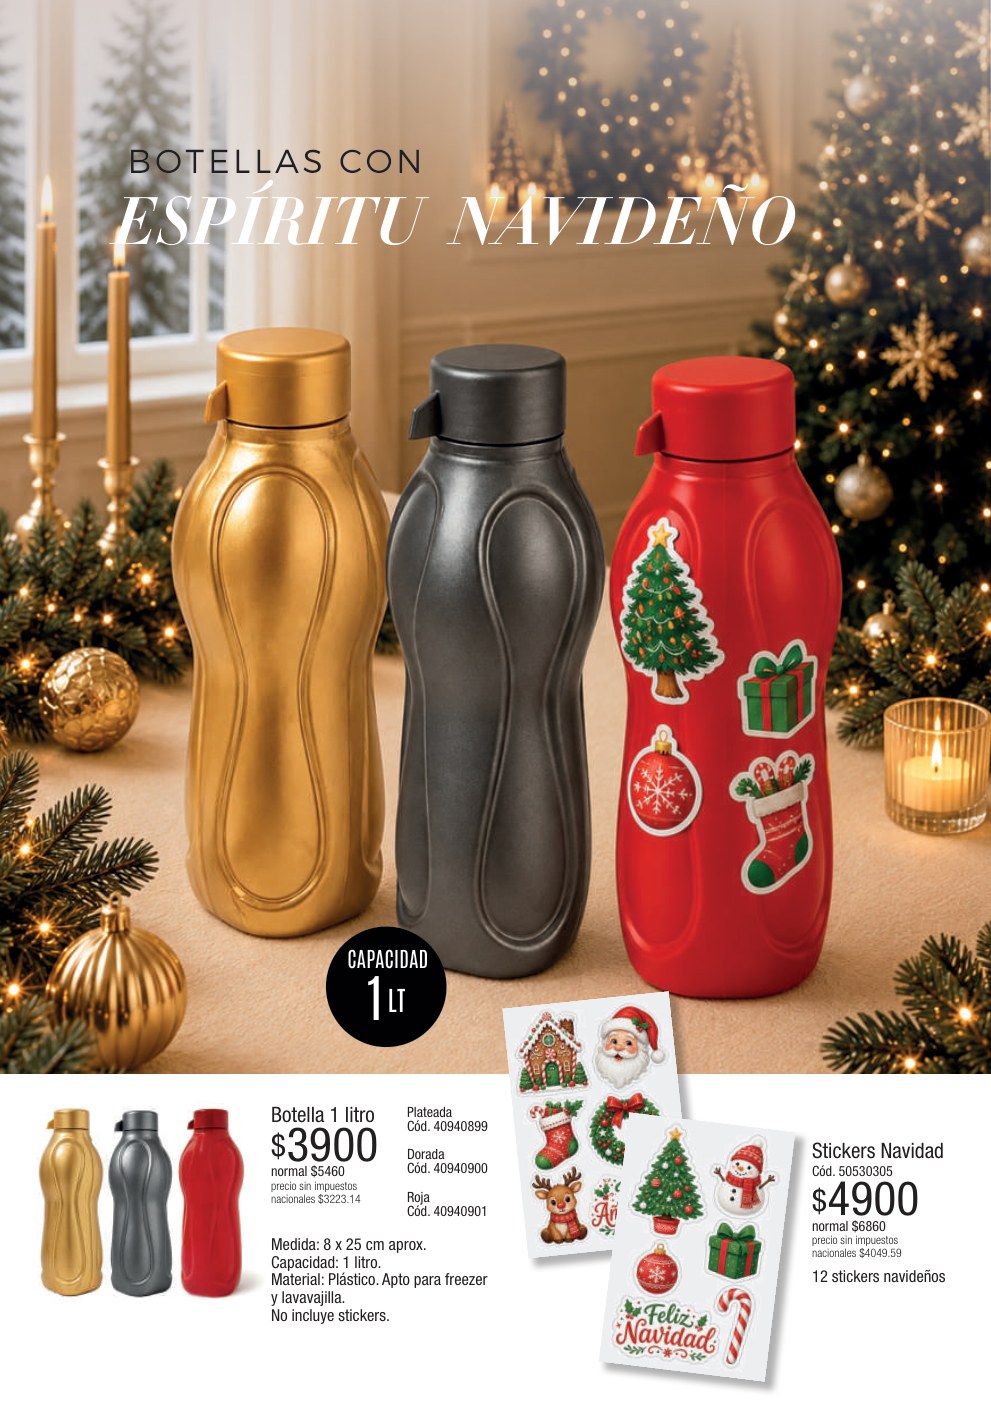 BOTELLAS CON
ESPÍRITU NAVIDEÑO
CAPACIDAD
1 LT
Botella 1 litro
$3900
normal $5460
precio sin impuestos
nacionales $3223.14
Plateada
Cód. 40940899
Dorada
Cód. 40940900
Roja
Cód. 40940901
Medida: 8 x 25 cm aprox.
Capacidad: 1 litro.
Material: Plástico. Apto para freezer
y lavavajilla.
No incluye stickers.
Feliz
Navidad
Stickers Navidad
Cód. 50530305
$4900
normal $6860
precio sin impuestos
nacionales $4049.59
12 stickers navideños